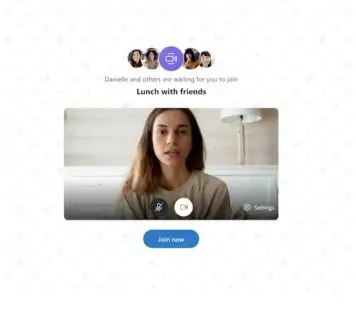 Danielle and others are waiting for you to join
Lunch with friends
Settings
Join now